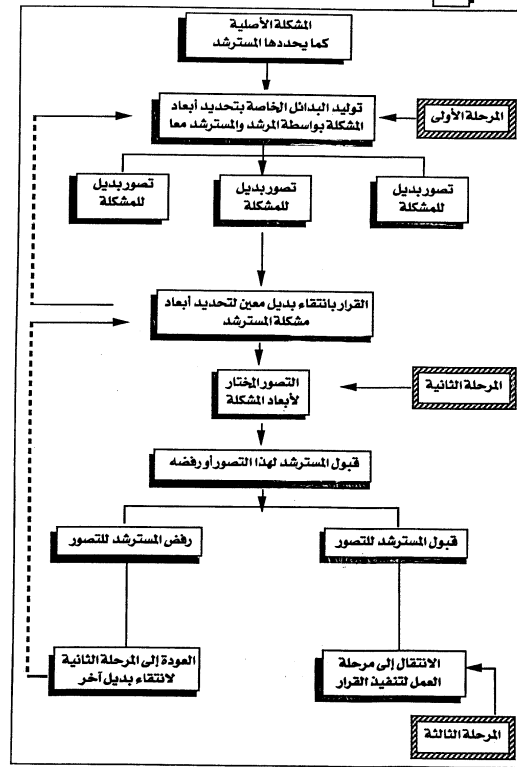 المشكلة الأصلية
كما يحددها المسترشد
توليد البدائل الخاصة بتحديد أبعاد
المشكلة بواسطة المرشد والمسترشد معا
المرحلة الأولى
تصور بديل
للمشكلة
تصور بديل
للمشكلة
تصور بديل
للمشكلة
القرار بانتقاء بديل معين لتحديد أبعاد
مشكلة المسترشد
التصور المختار
لأبعاد المشكلة
المرحلة الثانية
قبول المسترشد لهذا التصور أو رفضه
قبول المسترشد للتصور
رفض المسترشد للتصور
الانتقال إلى مرحلة
العمل لتنفيذ القرار
العودة إلى المرحلة الثانية
لانتقاء بديل آخر
المرحلة الثالثة